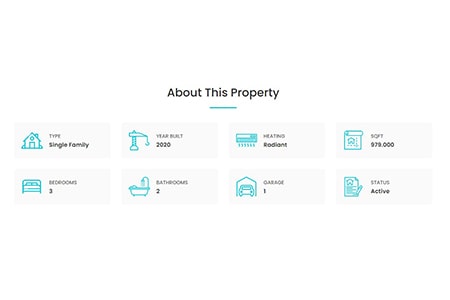 About This Property
TYPE
Single Family
YEAR BUILT
2020
HEATING
Radiant
SQFT
979.000
BEDROOMS
3
BATHROOMS
2
GARAGE
1
STATUS
Active